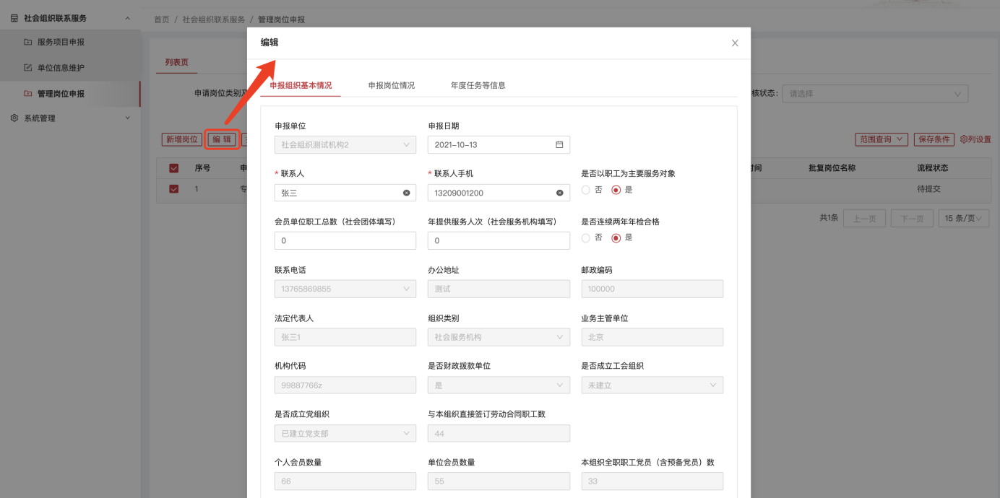 社会组织联系服务
首页 / 社会组织联系服务 / 管理岗位申报
服务项目申报
单位信息维护
管理岗位申报
系统管理
列表页
申请岗位类别及
核状态: 请选择
新增岗位 编 辑
范围查询 保存条件 列设置
序号 申
时间 批复岗位名称 流程状态
1 专
待提交
共1条 上一页 下一页 15 条/页
编辑
申报组织基本情况 申报岗位情况 年度任务等信息
申报单位 申报日期
社会组织测试机构2 2021-10-13
* 联系人 * 联系人手机 是否以职工为主要服务对象
张三 13209001200 否 是
会员单位职工总数（社会团体填写） 年提供服务人次（社会服务机构填写） 是否连续两年年检合格
0 0 否 是
联系电话 办公地址 邮政编码
13765869855 测试 100000
法定代表人 组织类别 业务主管单位
张三1 社会服务机构 北京
机构代码 是否财政拨款单位 是否成立工会组织
99887766z 是 未建立
是否成立党组织 与本组织直接签订劳动合同职工数
已建立党支部 44
个人会员数量 单位会员数量 本组织全职职工党员（含预备党员）数
66 55 33